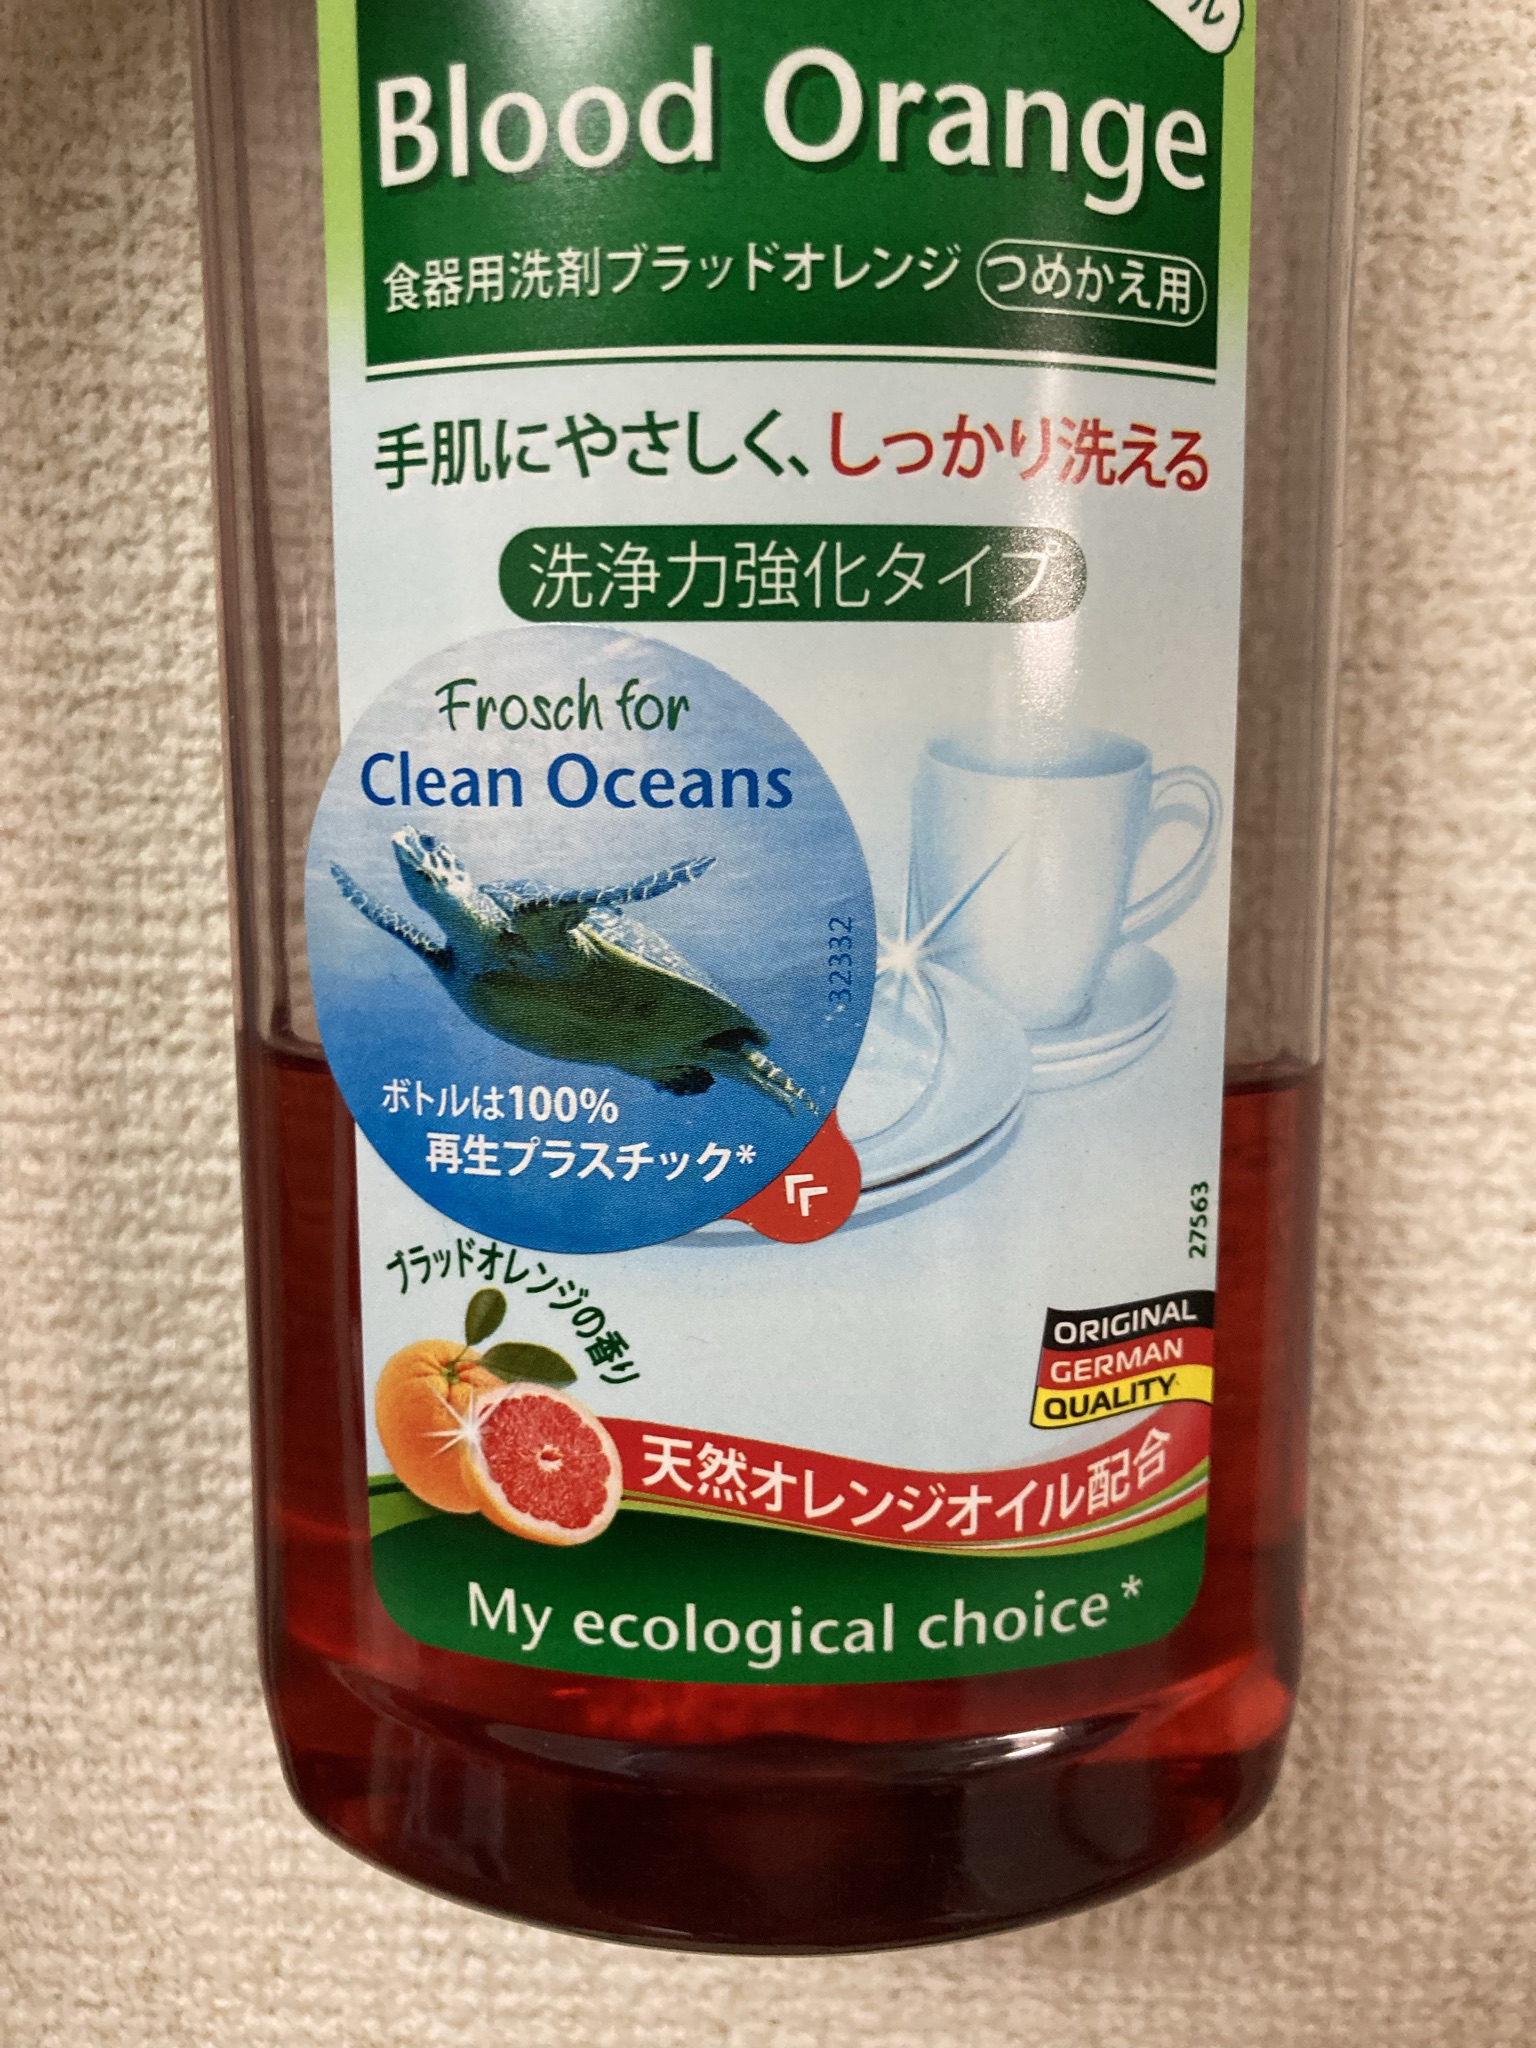 ル
Blood Orange
食器用洗剤ブラッドオレンジ つめかえ用
手肌にやさしく、しっかり洗える
洗浄力強化タイプ
Frosch for
Clean Oceans
32332
ボトルは100%
再生プラスチック*
27563
ブラッドオレンジの香り
ORIGINAL
GERMAN
QUALITY
天然オレンジオイル配合
My ecological choice*